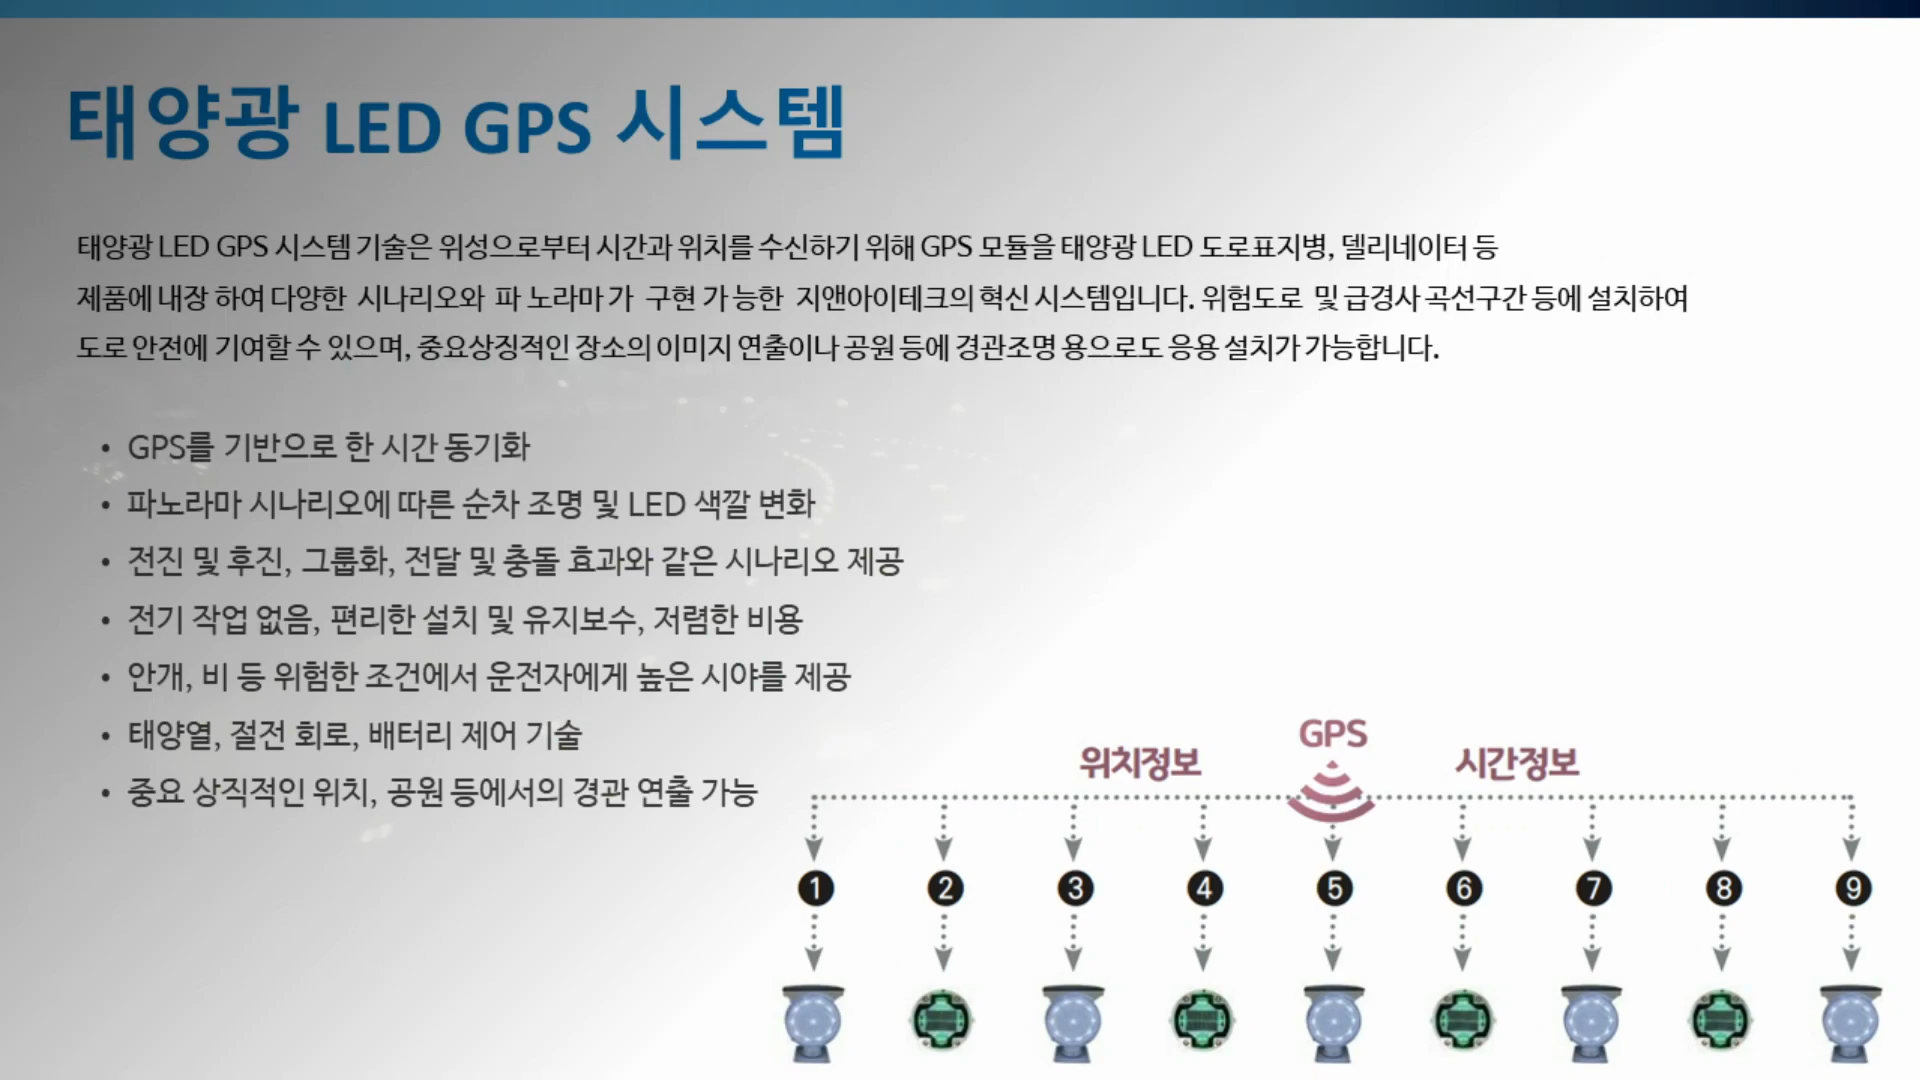 태양광 LED GPS 시스템
태양광 LED GPS 시스템 기술은 위성으로부터 시간과 위치를 수신하기 위해 GPS 모듈을 태양광 LED 도로표지병, 델리네이터 등
제품에 내장 하여 다양한 시나리오와 파 노라마 가 구현 가 능한 지앤아이테크의 혁신 시스템입니다. 위험도로 및 급경사 곡선구간 등에 설치하여
도로 안전에 기여할 수 있으며, 중요상징적인 장소의 이미지 연출이나 공원 등에 경관조명 용으로도 응용 설치가 가능합니다.
• GPS를 기반으로 한 시간 동기화
• 파노라마 시나리오에 따른 순차 조명 및 LED 색깔 변화
• 전진 및 후진, 그룹화, 전달 및 충돌 효과와 같은 시나리오 제공
• 전기 작업 없음, 편리한 설치 및 유지보수, 저렴한 비용
• 안개, 비 등 위험한 조건에서 운전자에게 높은 시야를 제공
• 태양열, 절전 회로, 배터리 제어 기술
• 중요 상직적인 위치, 공원 등에서의 경관 연출 가능
GPS
위치정보 시간정보
1 2 3 4 5 6 7 8 9